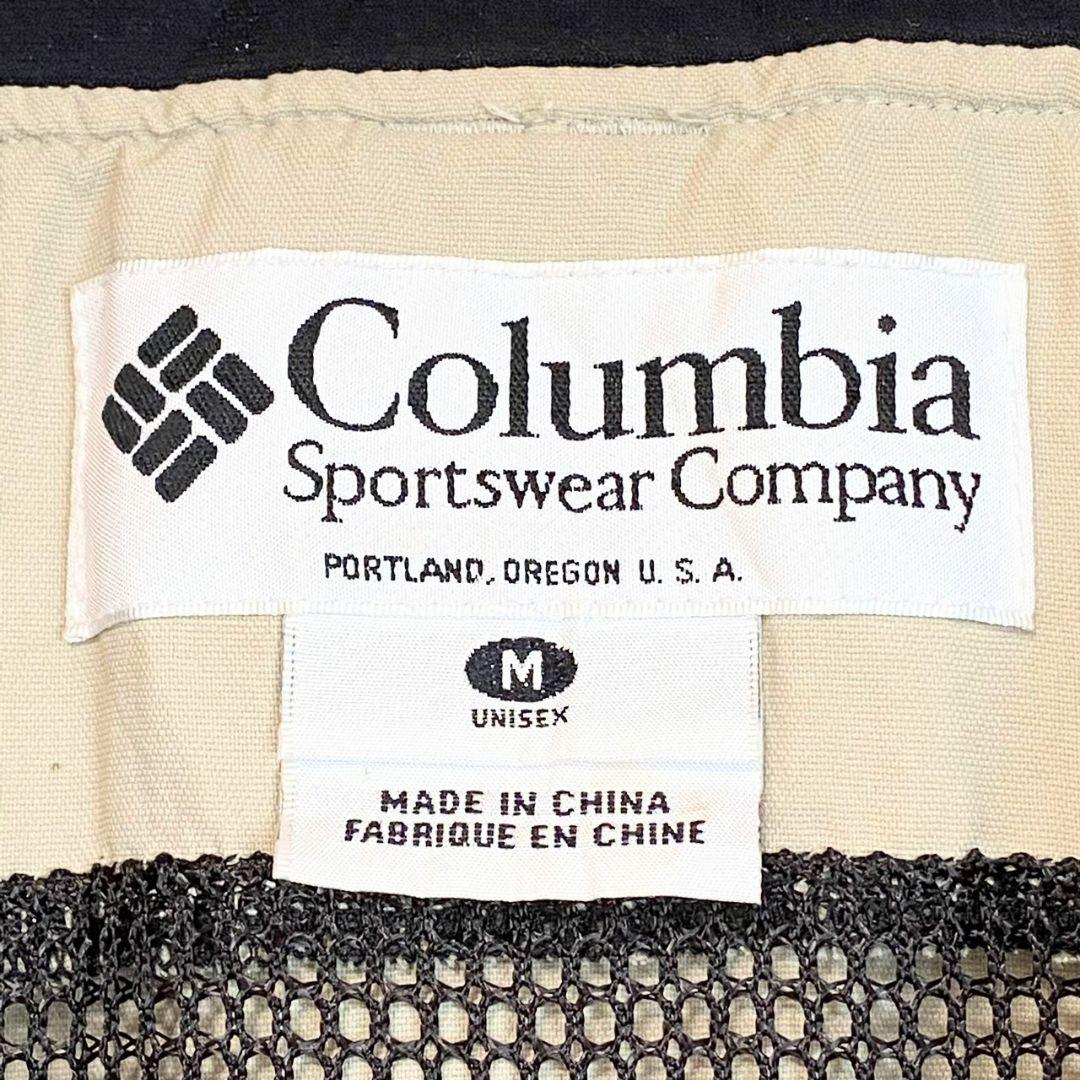 Columbia
Sportswear Company
PORTLAND, OREGON U. S. A.
M
UNISEX
MADE IN CHINA
FABRIQUE EN CHINE